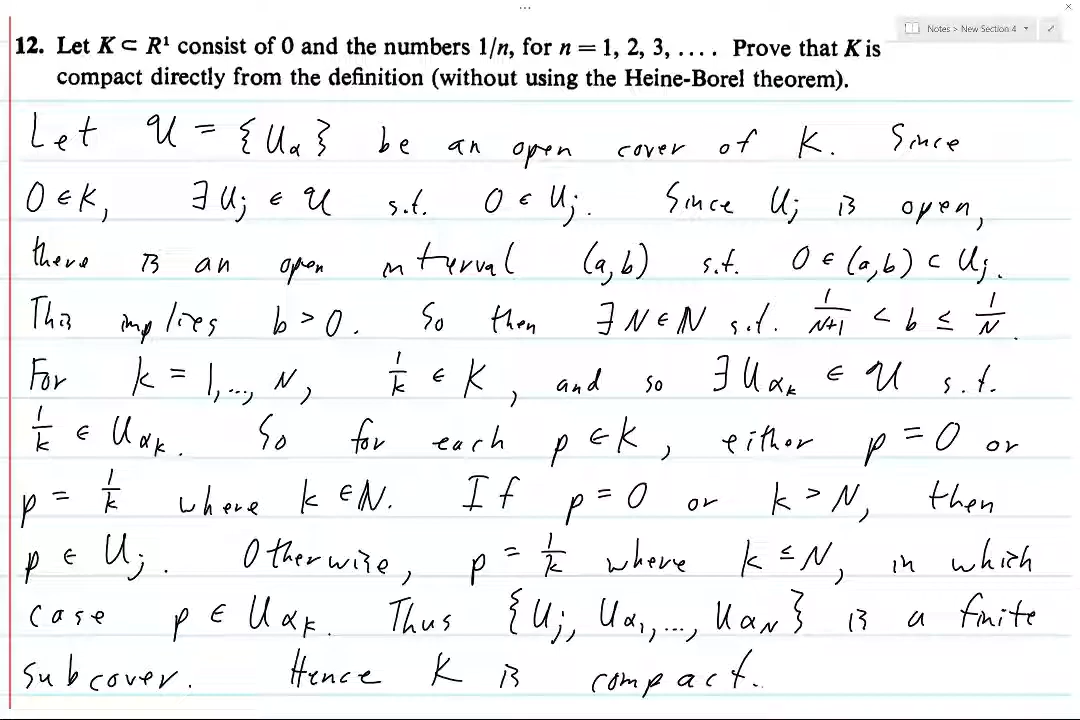 ...
Notes > New Section 4
12. Let K ⊂ R¹ consist of 0 and the numbers 1/n, for n = 1, 2, 3, .... Prove that K is
compact directly from the definition (without using the Heine-Borel theorem).
Let 𝒰 = {U_α} be an open cover of K. Since
0 ∈ K, ∃ U_j ∈ 𝒰 s.t. 0 ∈ U_j. Since U_j is open,
there is an open interval (a,b) s.t. 0 ∈ (a,b) ⊂ U_j.
This implies b > 0. So then ∃ N ∈ N s.t. 1/(N+1) < b ≤ 1/N.
For k = 1,..., N, 1/k ∈ K, and so ∃ U_{α_k} ∈ 𝒰 s.t.
1/k ∈ U_{α_k}. So for each p ∈ K, either p = 0 or
p = 1/k where k ∈ N. If p = 0 or k > N, then
p ∈ U_j. Otherwise, p = 1/k where k ≤ N, in which
case p ∈ U_{α_k}. Thus {U_j, U_{α_1},..., U_{α_N}} is a finite
subcover. Hence K is compact.